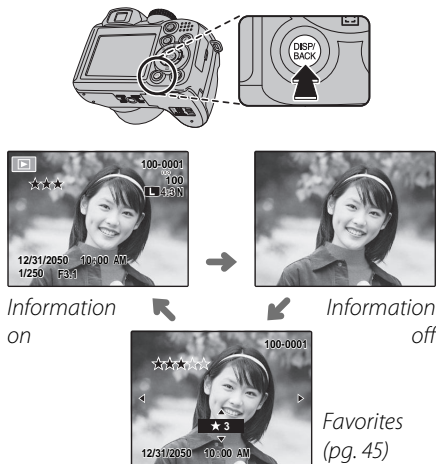 DISP/
BACK
100-0001
100
L 4:3 N
12/31/2050 10:00 AM
1/250 F3.1
Information
on
Information
off
100-0001
★ 3
12/31/2050 10:00 AM
Favorites
(pg. 45)